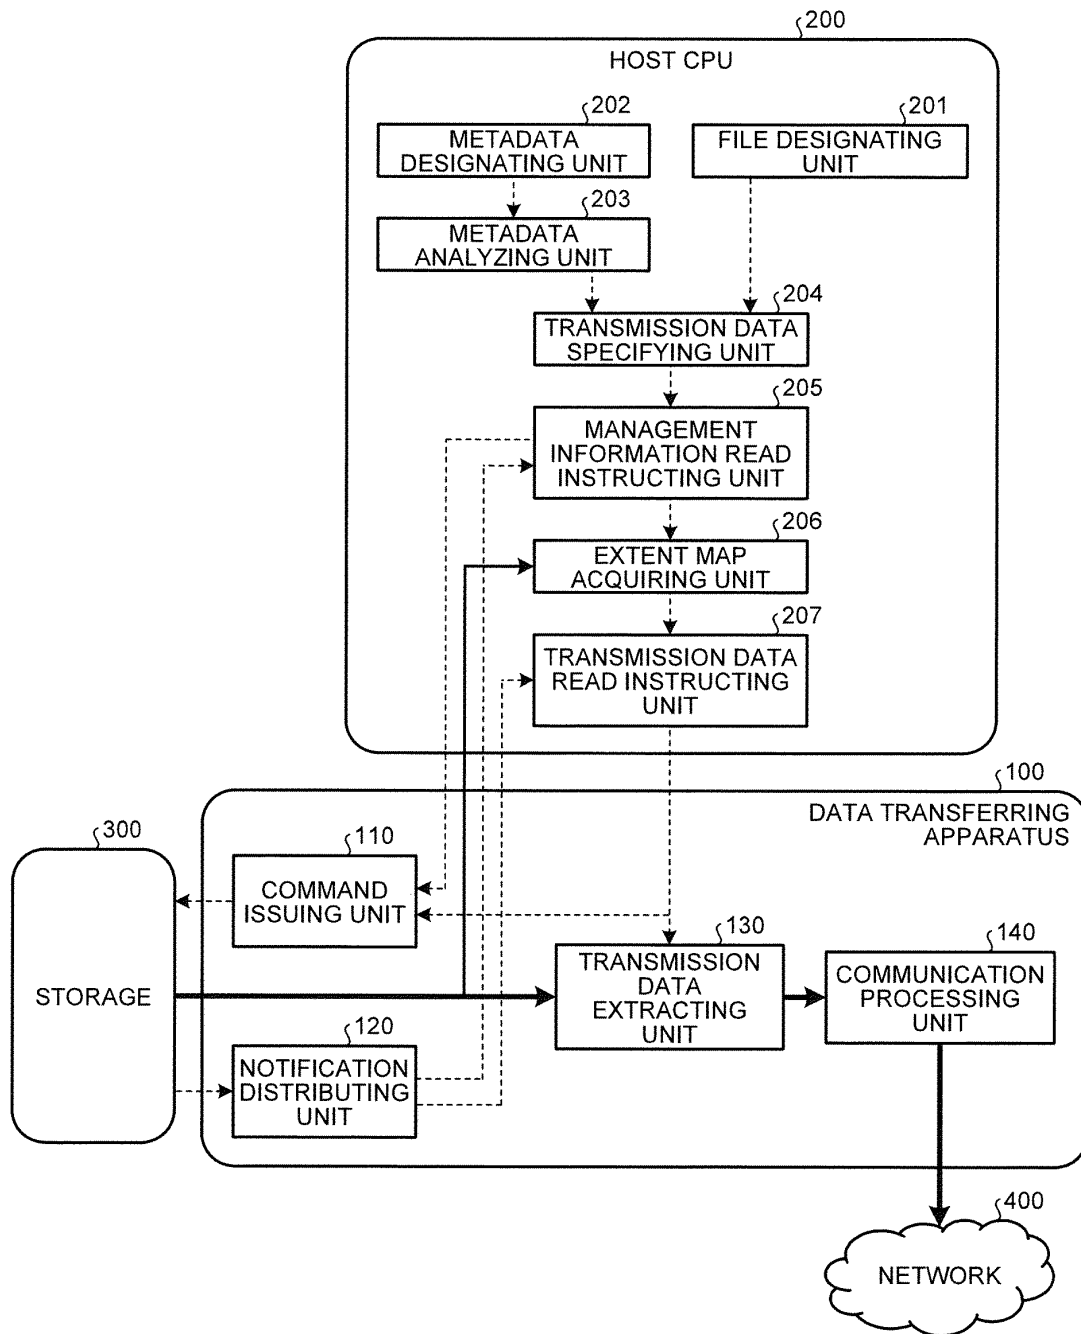 200
HOST CPU
202
METADATA
DESIGNATING UNIT
201
FILE DESIGNATING
UNIT
203
METADATA
ANALYZING UNIT
204
TRANSMISSION DATA
SPECIFYING UNIT
205
MANAGEMENT
INFORMATION READ
INSTRUCTING UNIT
206
EXTENT MAP
ACQUIRING UNIT
207
TRANSMISSION DATA
READ INSTRUCTING
UNIT
100
DATA TRANSFERRING
APPARATUS
300
STORAGE
110
COMMAND
ISSUING UNIT
130
TRANSMISSION
DATA
EXTRACTING
UNIT
140
COMMUNICATION
PROCESSING
UNIT
120
NOTIFICATION
DISTRIBUTING
UNIT
400
NETWORK